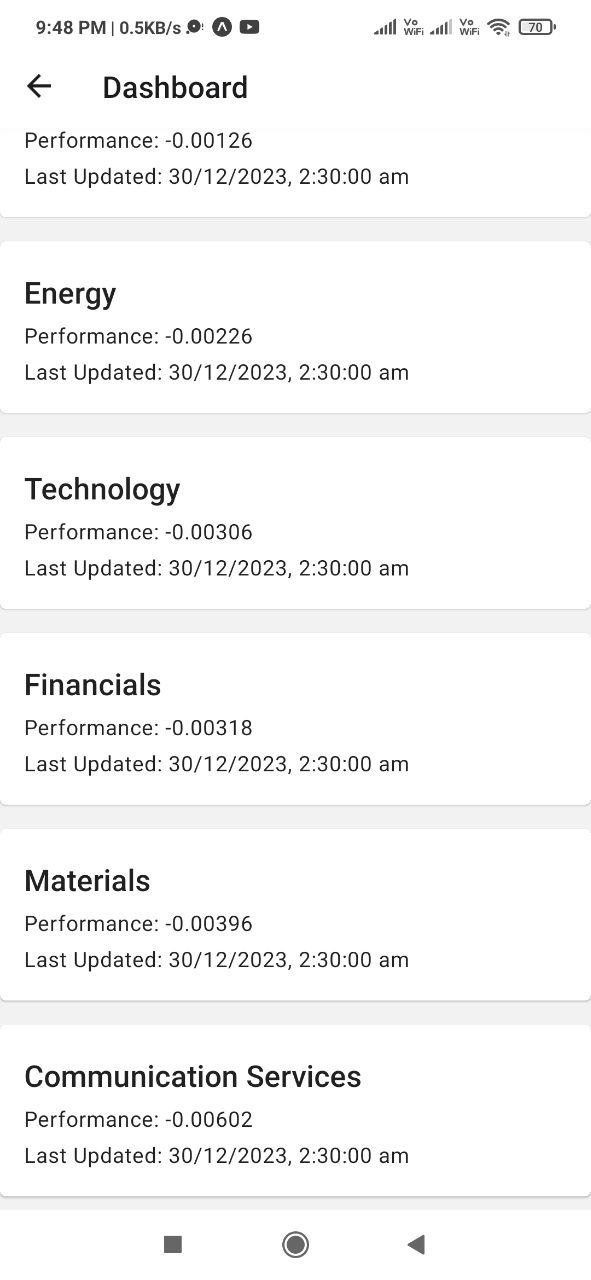 9:48 PM | 0.5KB/s
Vo WiFi Vo WiFi 70
Dashboard
Performance: -0.00126
Last Updated: 30/12/2023, 2:30:00 am
Energy
Performance: -0.00226
Last Updated: 30/12/2023, 2:30:00 am
Technology
Performance: -0.00306
Last Updated: 30/12/2023, 2:30:00 am
Financials
Performance: -0.00318
Last Updated: 30/12/2023, 2:30:00 am
Materials
Performance: -0.00396
Last Updated: 30/12/2023, 2:30:00 am
Communication Services
Performance: -0.00602
Last Updated: 30/12/2023, 2:30:00 am